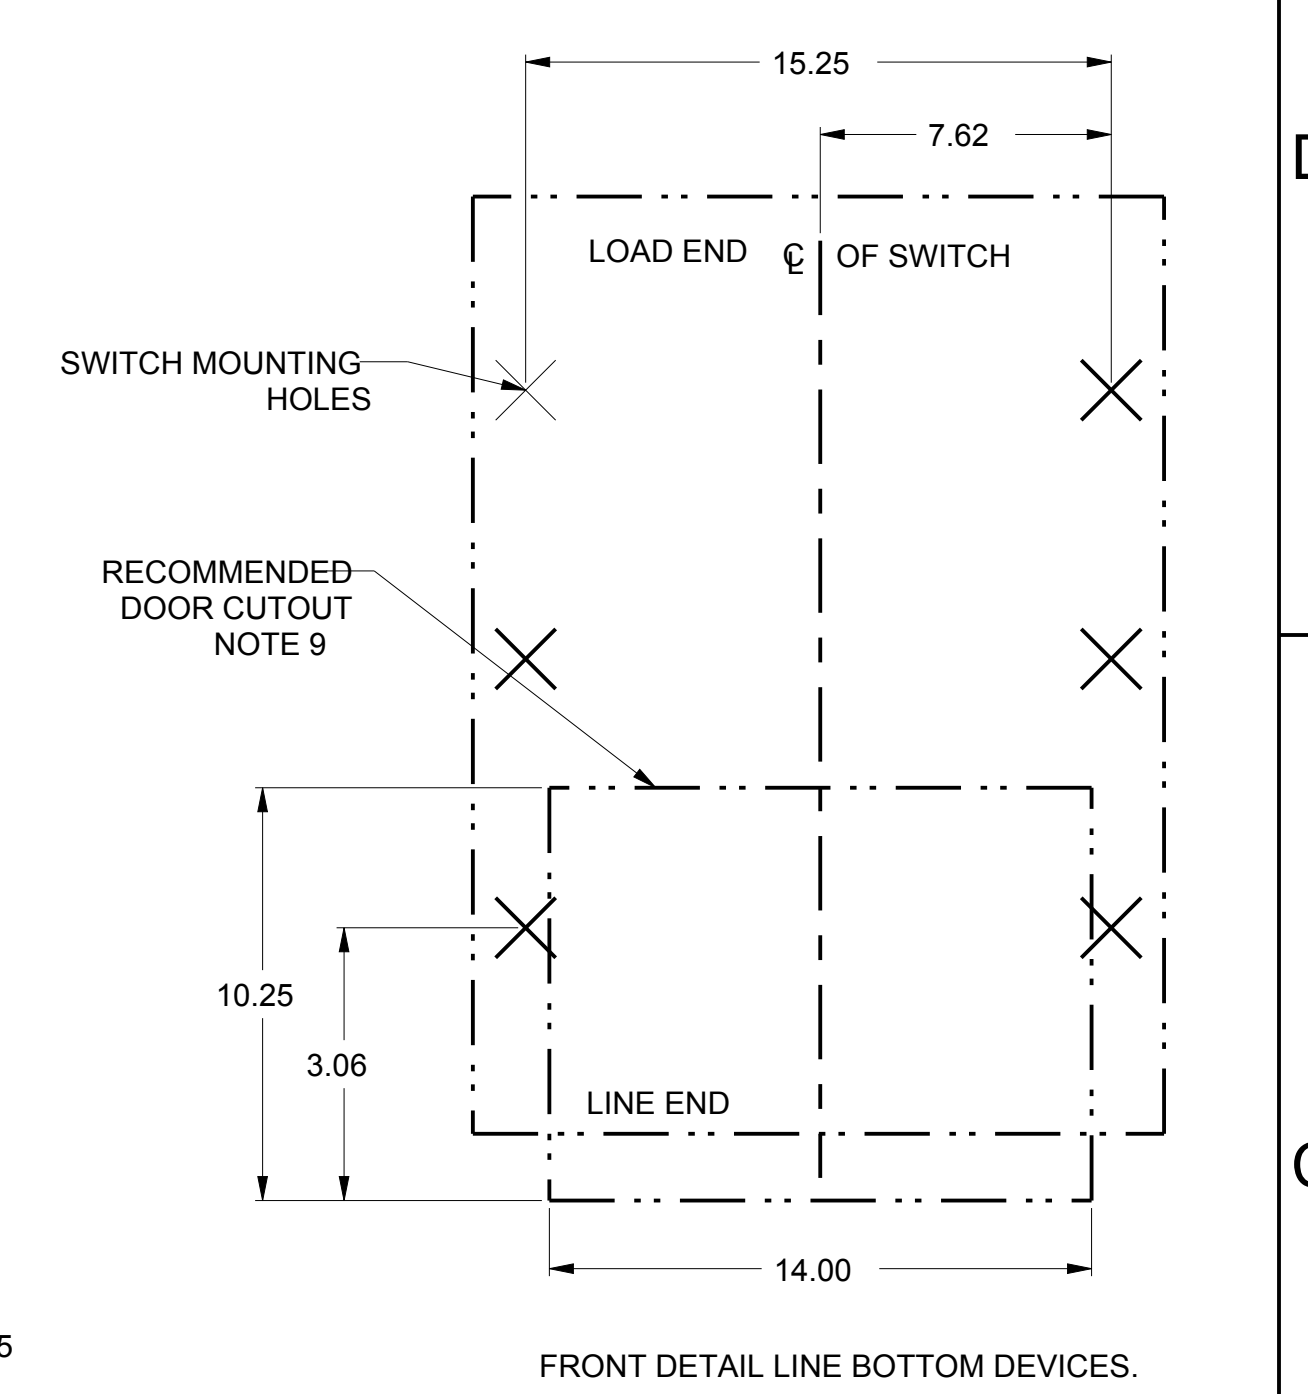 15.25
7.62
D
LOAD END ℄ OF SWITCH
SWITCH MOUNTING
HOLES
RECOMMENDED
DOOR CUTOUT
NOTE 9
10.25
3.06
LINE END
14.00
5
FRONT DETAIL LINE BOTTOM DEVICES.